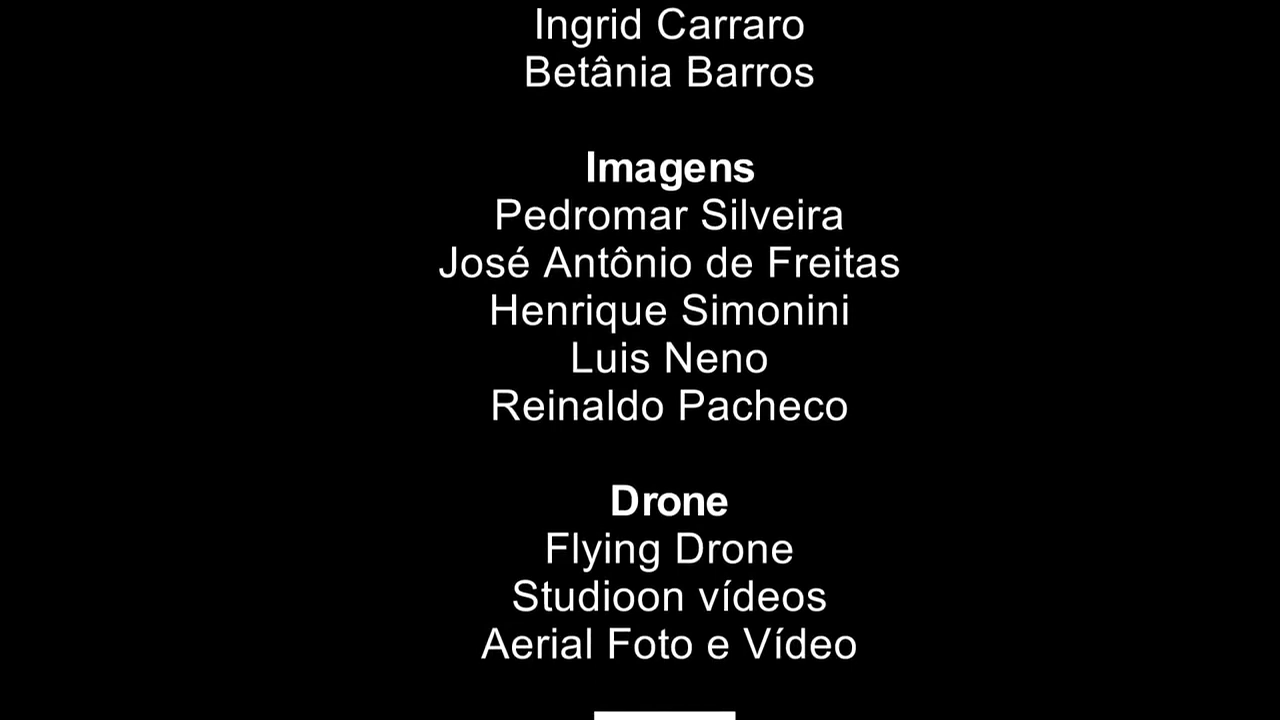 Ingrid Carraro
Betânia Barros
Imagens
Pedromar Silveira
José Antônio de Freitas
Henrique Simonini
Luis Neno
Reinaldo Pacheco
Drone
Flying Drone
Studioon vídeos
Aerial Foto e Vídeo